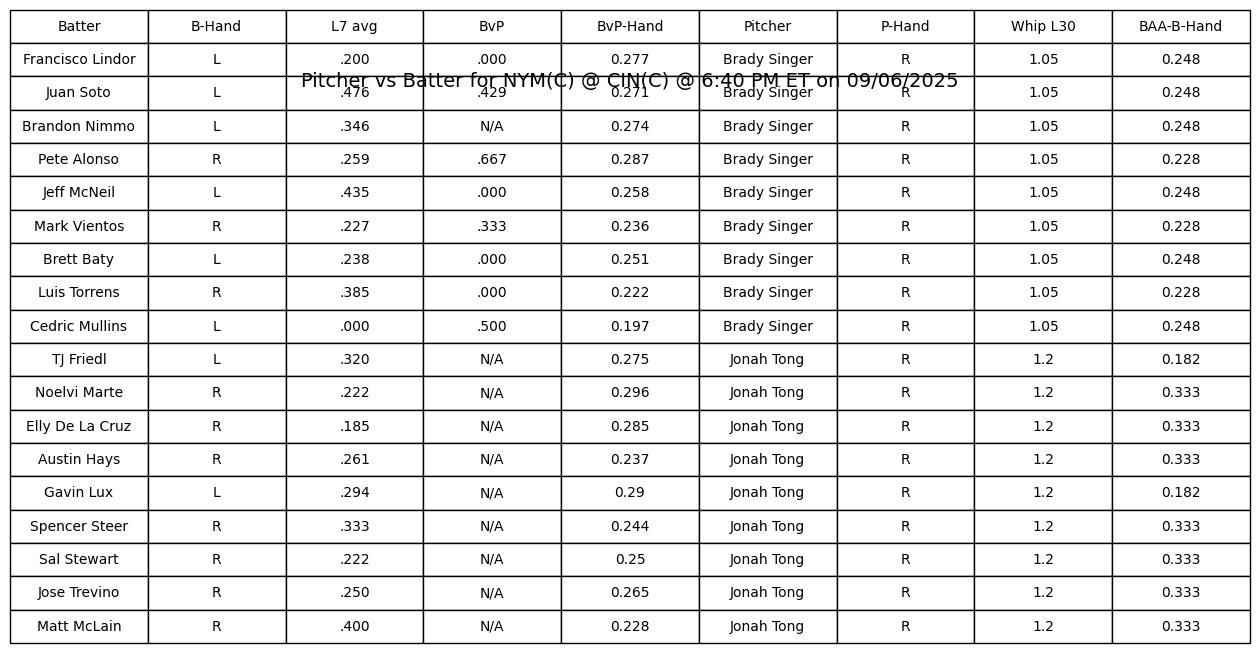 Batter B-Hand L7 avg BvP BvP-Hand Pitcher P-Hand Whip L30 BAA-B-Hand
Francisco Lindor L .200 .000 0.277 Brady Singer R 1.05 0.248
Pitcher vs Batter for NYM(C) @ CIN(C) @ 6:40 PM ET on 09/06/2025
Juan Soto L .476 .429 0.271 Brady Singer R 1.05 0.248
Brandon Nimmo L .346 N/A 0.274 Brady Singer R 1.05 0.248
Pete Alonso R .259 .667 0.287 Brady Singer R 1.05 0.228
Jeff McNeil L .435 .000 0.258 Brady Singer R 1.05 0.248
Mark Vientos R .227 .333 0.236 Brady Singer R 1.05 0.228
Brett Baty L .238 .000 0.251 Brady Singer R 1.05 0.248
Luis Torrens R .385 .000 0.222 Brady Singer R 1.05 0.228
Cedric Mullins L .000 .500 0.197 Brady Singer R 1.05 0.248
TJ Friedl L .320 N/A 0.275 Jonah Tong R 1.2 0.182
Noelvi Marte R .222 N/A 0.296 Jonah Tong R 1.2 0.333
Elly De La Cruz R .185 N/A 0.285 Jonah Tong R 1.2 0.333
Austin Hays R .261 N/A 0.237 Jonah Tong R 1.2 0.333
Gavin Lux L .294 N/A 0.29 Jonah Tong R 1.2 0.182
Spencer Steer R .333 N/A 0.244 Jonah Tong R 1.2 0.333
Sal Stewart R .222 N/A 0.25 Jonah Tong R 1.2 0.333
Jose Trevino R .250 N/A 0.265 Jonah Tong R 1.2 0.333
Matt McLain R .400 N/A 0.228 Jonah Tong R 1.2 0.333